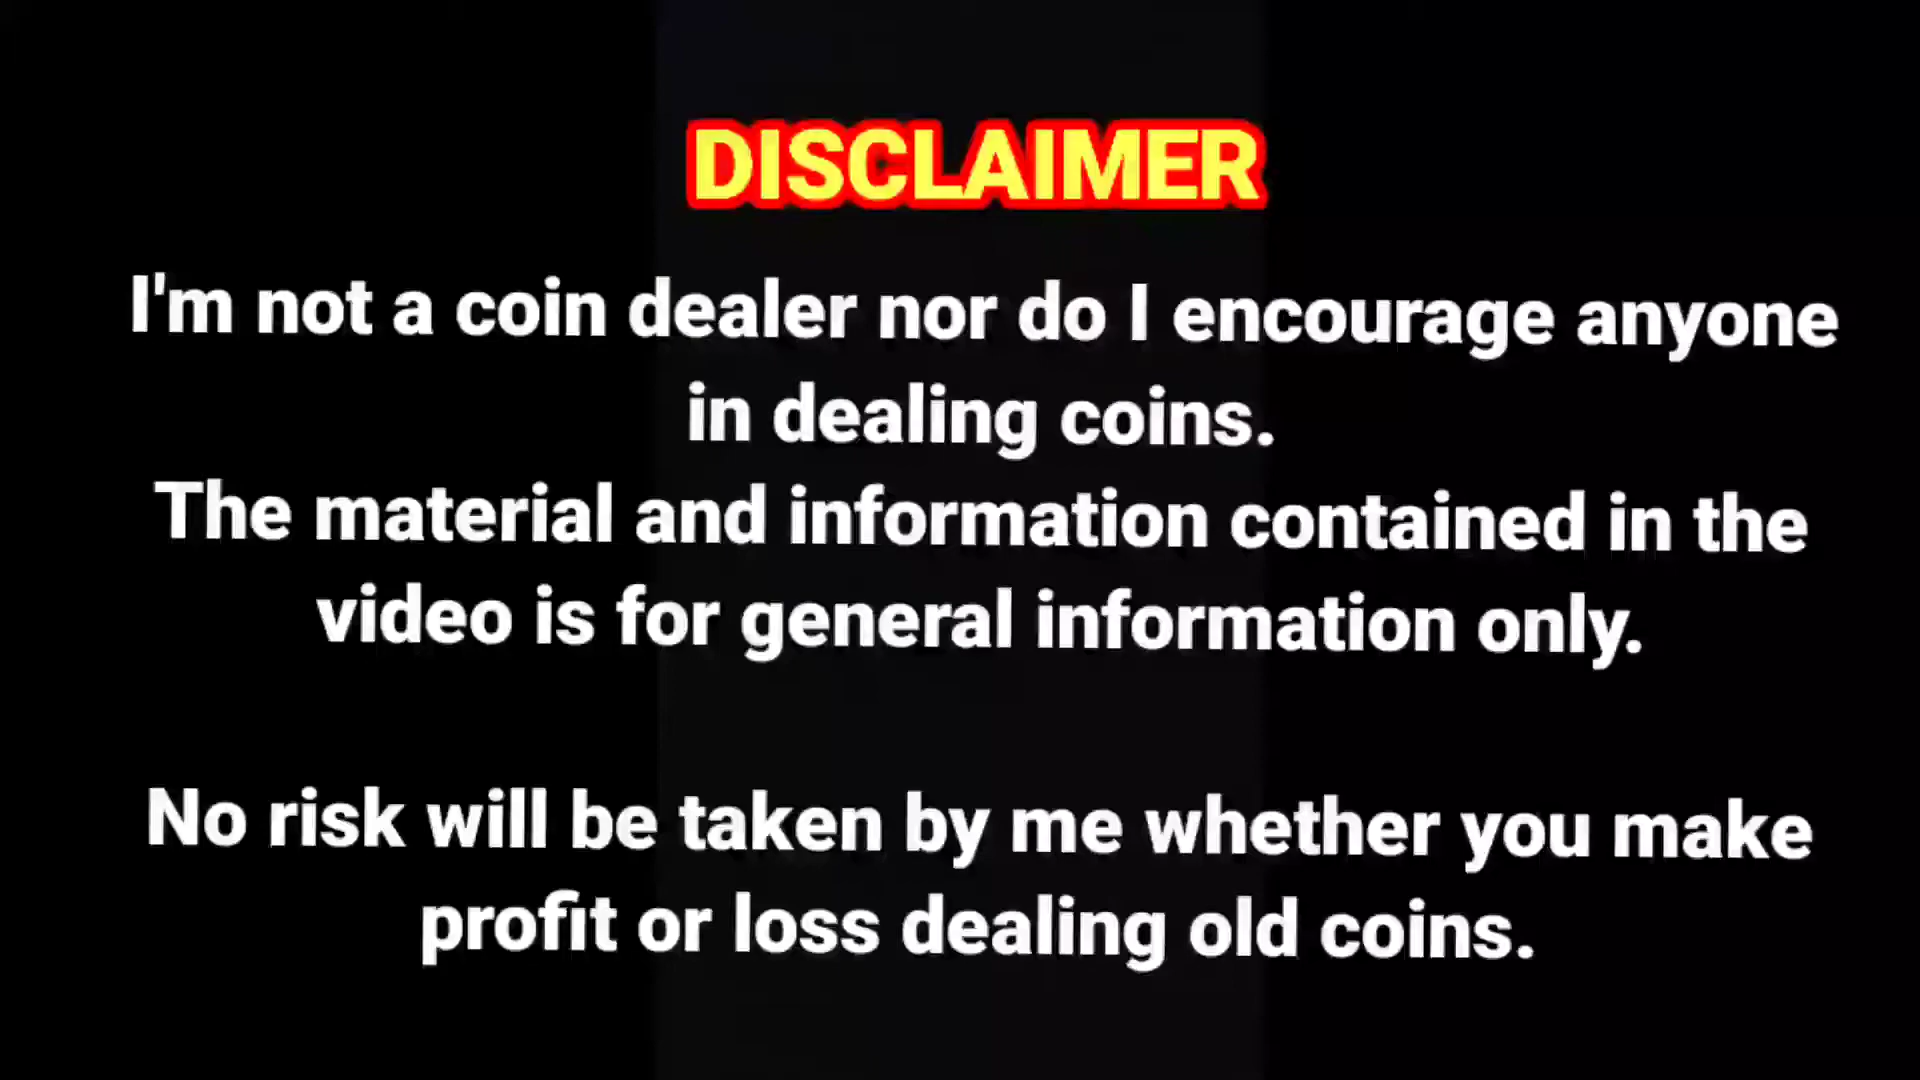 DISCLAIMER
I'm not a coin dealer nor do I encourage anyone
in dealing coins.
The material and information contained in the
video is for general information only.
No risk will be taken by me whether you make
profit or loss dealing old coins.